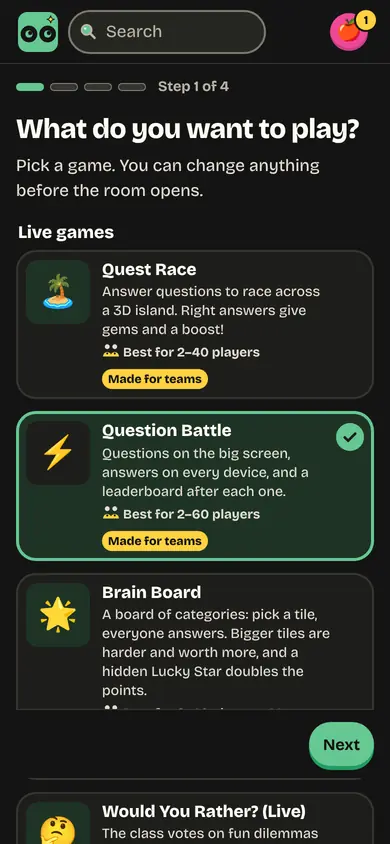 Search
1
Step 1 of 4
What do you want to play?
Pick a game. You can change anything
before the room opens.
Live games
Quest Race
Answer questions to race across
a 3D island. Right answers give
gems and a boost!
Best for 2–40 players
Made for teams
Question Battle
Questions on the big screen,
answers on every device, and a
leaderboard after each one.
Best for 2–60 players
Made for teams
Brain Board
A board of categories: pick a tile,
everyone answers. Bigger tiles are
harder and worth more, and a
hidden Lucky Star doubles the
points.
Next
Would You Rather? (Live)
The class votes on fun dilemmas